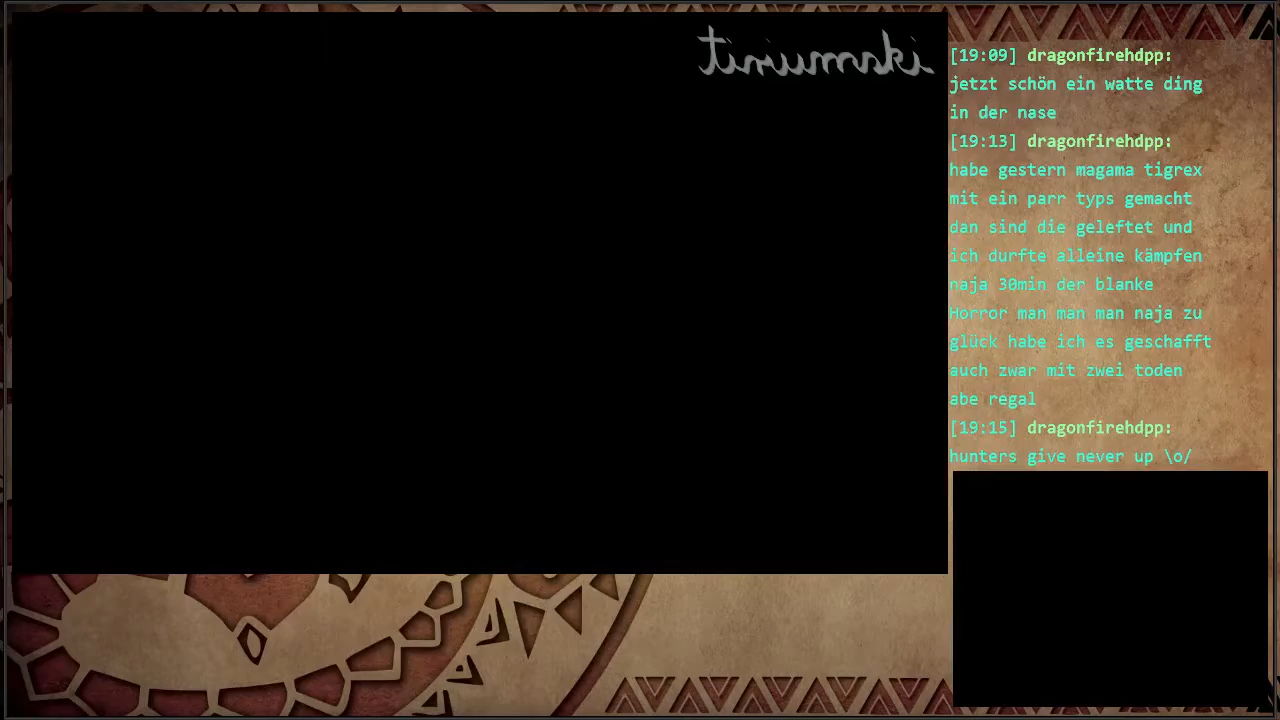 tiriumski
[19:09] dragonfirehdpp:
jetzt schön ein watte ding
in der nase
[19:13] dragonfirehdpp:
habe gestern magama tigrex
mit ein parr typs gemacht
dan sind die geleftet und
ich durfte alleine kämpfen
naja 30min der blanke
Horror man man man naja zu
glück habe ich es geschafft
auch zwar mit zwei toden
abe regal
[19:15] dragonfirehdpp:
hunters give never up \o/